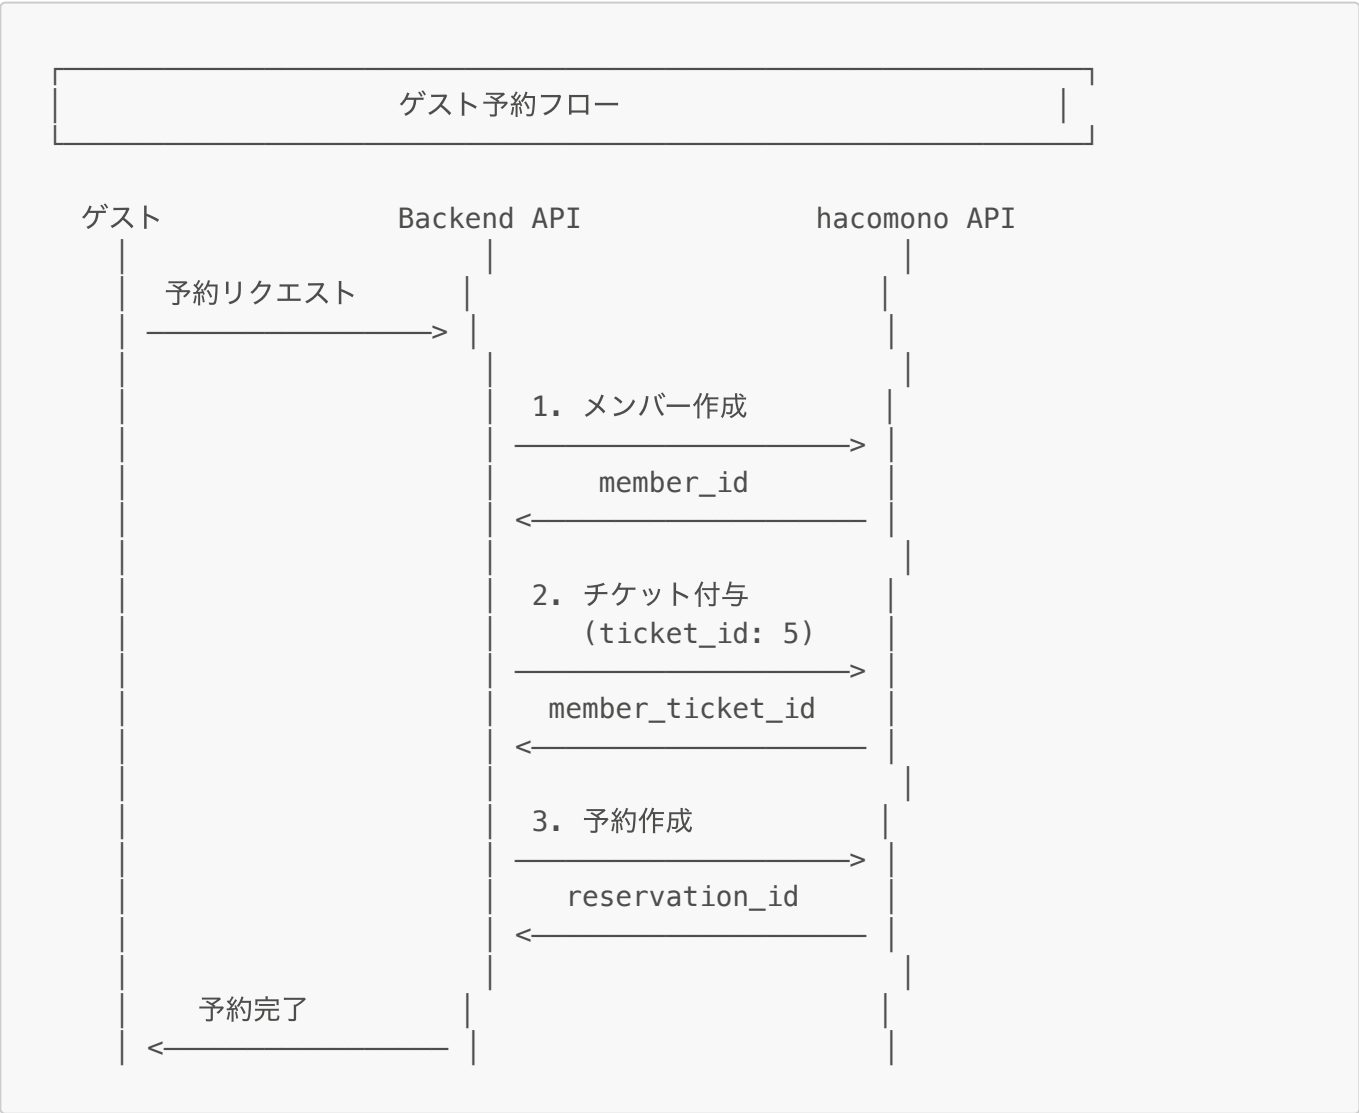 ゲスト予約フロー
ゲスト Backend API hacomono API
予約リクエスト
1. メンバー作成
member_id
2. チケット付与
(ticket_id: 5)
member_ticket_id
3. 予約作成
reservation_id
予約完了